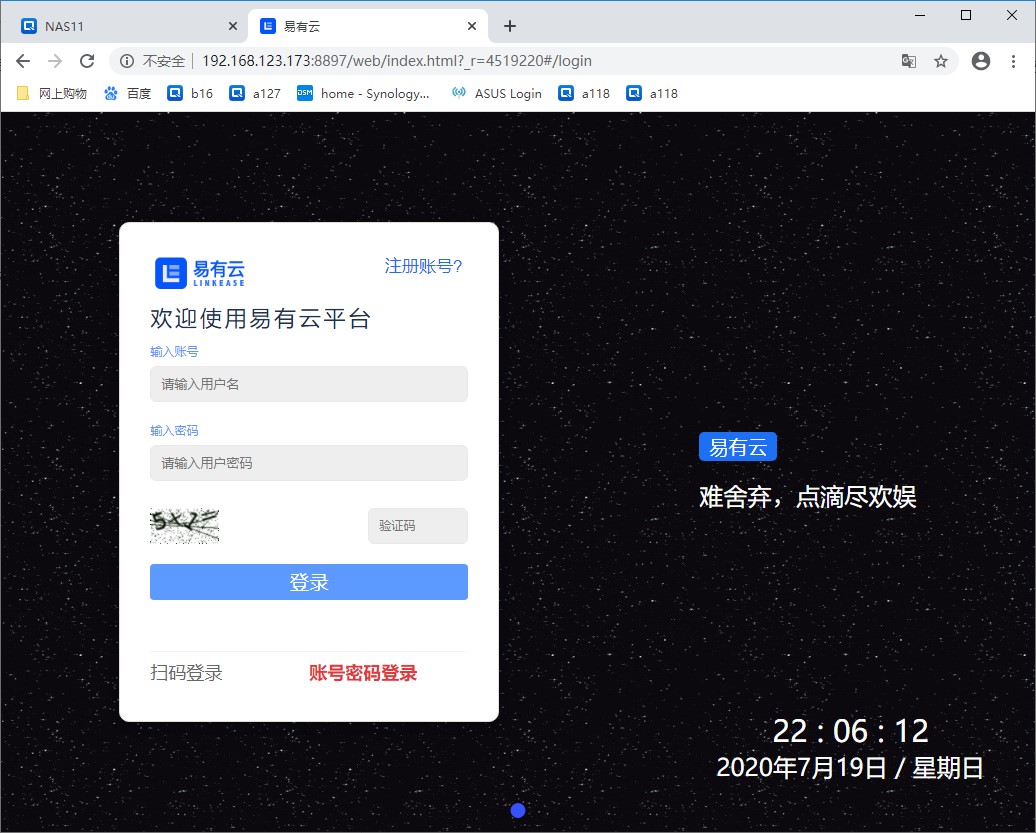 NAS11
易有云
不安全 192.168.123.173:8897/web/index.html?_r=4519220#/login
网上购物 百度 b16 a127 DSM home - Synology... ASUS Login a118 a118
易有云
LINKEASE
注册账号?
欢迎使用易有云平台
输入账号
请输入用户名
输入密码
请输入用户密码
5×2=
验证码
登录
扫码登录
账号密码登录
易有云
难舍弃，点滴尽欢娱
22 : 06 : 12
2020年7月19日 / 星期日